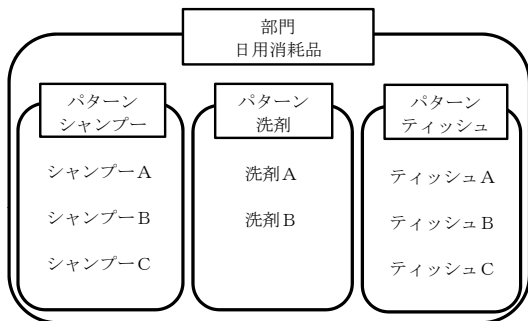 部門
日用消耗品
パターン
シャンプー
シャンプーA
シャンプーB
シャンプーC
パターン
洗剤
洗剤A
洗剤B
パターン
ティッシュ
ティッシュA
ティッシュB
ティッシュC